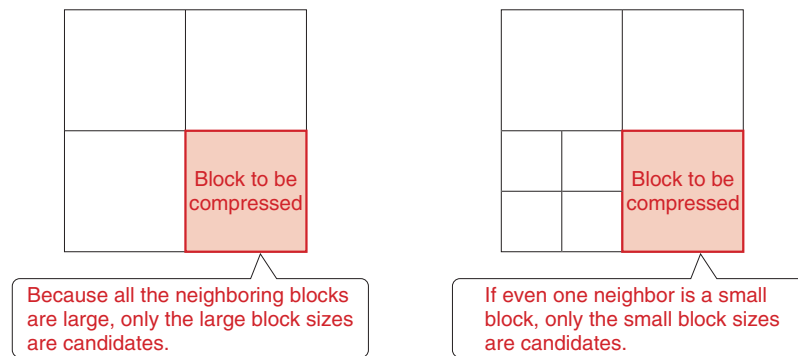 Block to be
compressed
Because all the neighboring blocks
are large, only the large block sizes
are candidates.
Block to be
compressed
If even one neighbor is a small
block, only the small block sizes
are candidates.